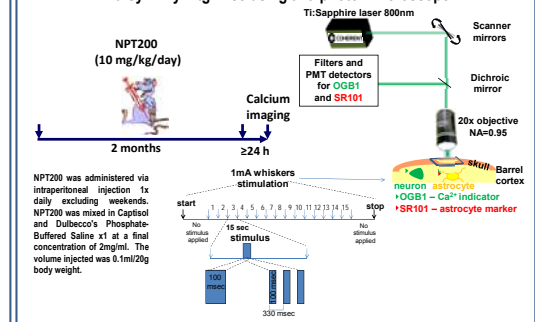 NPT200
(10 mg/kg/day)
Calcium
imaging
2 months
≥24 h
NPT200 was administered via
intraperitoneal injection 1x
daily excluding weekends.
NPT200 was mixed in Captisol
and Dulbecco's Phosphate-
Buffered Saline x1 at a final
concentration of 2mg/ml. The
volume injected was 0.1ml/20g
body weight.
Ti:Sapphire laser 800nm
COHERENT
Scanner
mirrors
Filters and
PMT detectors
for OGB1
and SR101
Dichroic
mirror
20x objective
NA=0.95
skull
Barrel
cortex
neuron astrocyte
OGB1 – Ca²⁺ indicator
SR101 – astrocyte marker
1mA whiskers
stimulation
start
stop
1 2 3 4 5 6 7 8 9 10 11 12 13 14 15
No
stimulus
applied
15 sec
No
stimulus
applied
stimulus
100
msec
100
msec
330 msec